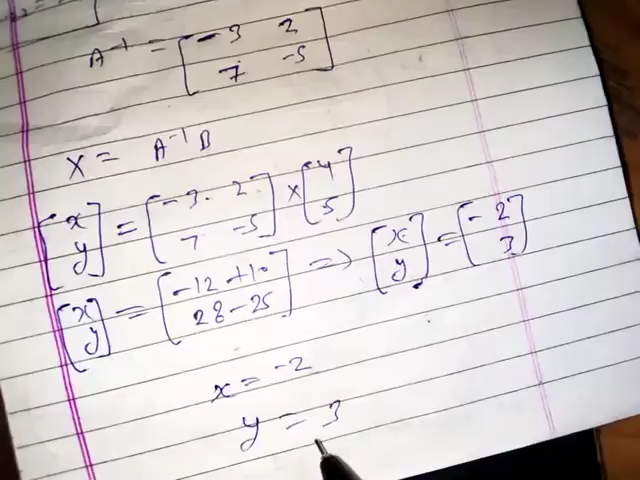 A⁻¹ = [-3 2
7 -5]
X = A⁻¹B
[x y] = [-3 2 7 -5] × [4 5]
[x y] = [-12 +10 28 - 25] => [x y] = [-2 3]
x = -2
y = 3